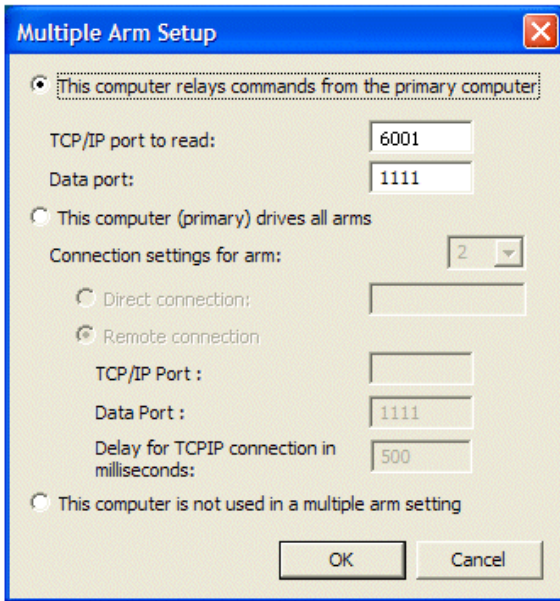 Multiple Arm Setup
This computer relays commands from the primary computer
TCP/IP port to read: 6001
Data port: 1111
This computer (primary) drives all arms
Connection settings for arm: 2
Direct connection:
Remote connection
TCP/IP Port :
Data Port : 1111
Delay for TCPIP connection in
milliseconds: 500
This computer is not used in a multiple arm setting
OK Cancel